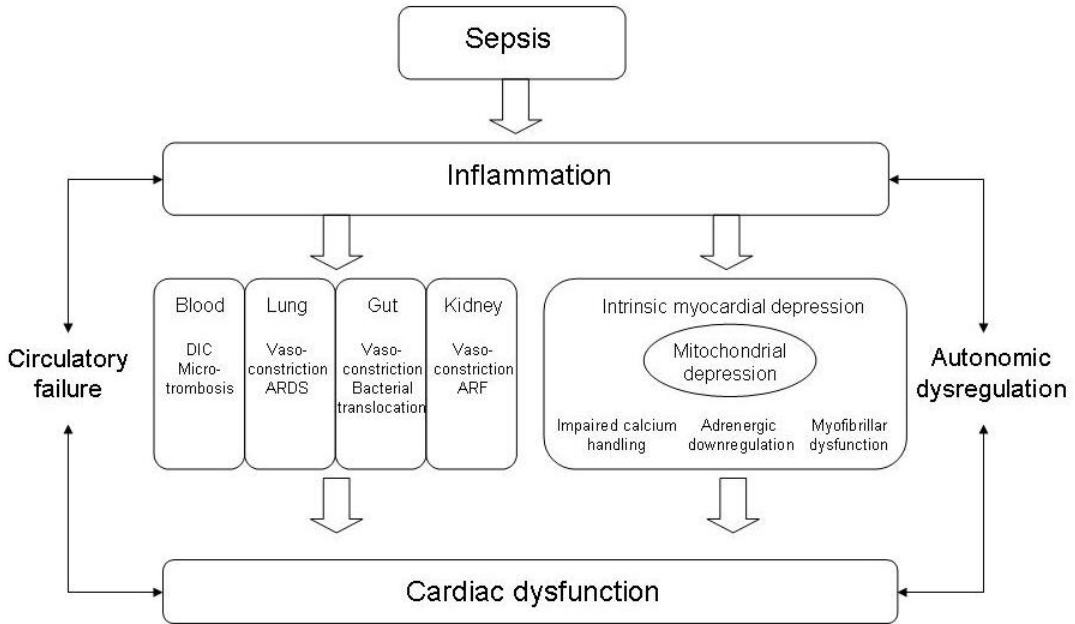 Sepsis
Inflammation
Circulatory
failure
Blood
DIC
Micro-
trombosis
Lung
Vaso-
constriction
ARDS
Gut
Vaso-
constriction
Bacterial
translocation
Kidney
Vaso-
constriction
ARF
Intrinsic myocardial depression
Mitochondrial
depression
Impaired calcium
handling
Adrenergic
downregulation
Myofibrillar
dysfunction
Autonomic
dysregulation
Cardiac dysfunction